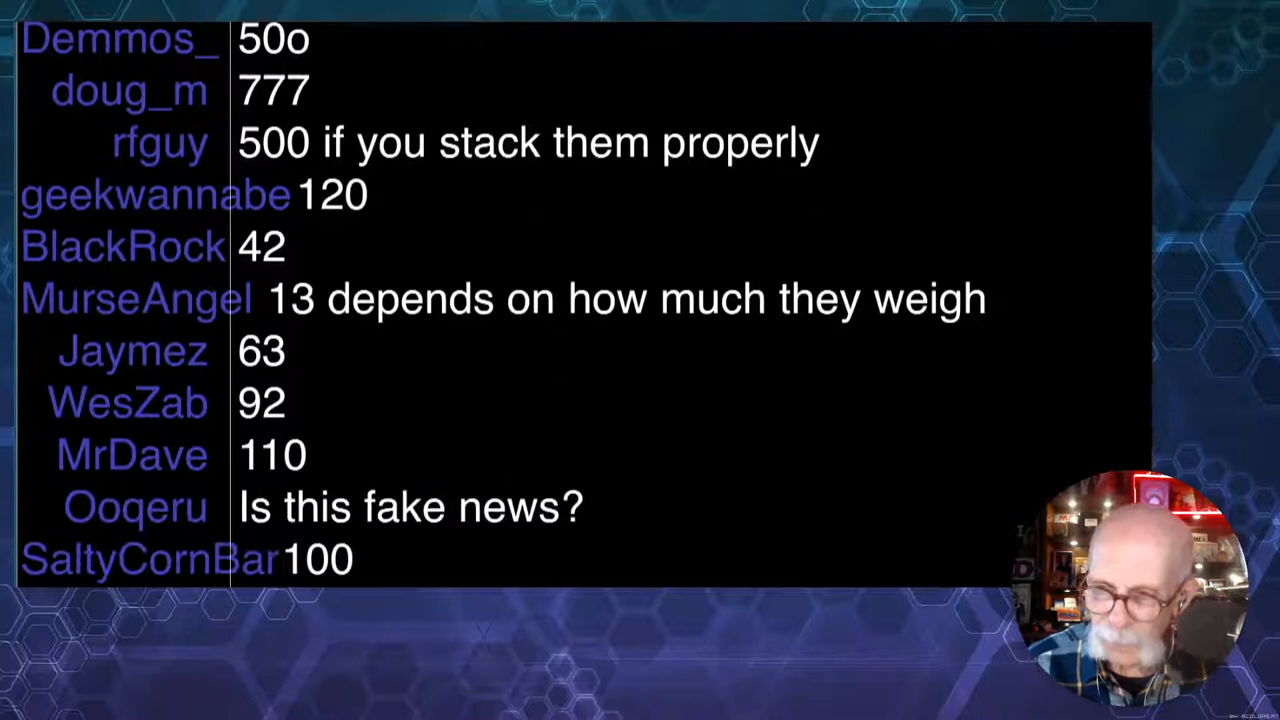 Demmos_ 50o
doug_m 777
rfguy 500 if you stack them properly
geekwannabe 120
BlackRock 42
MurseAngel 13 depends on how much they weigh
Jaymez 63
WesZab 92
MrDave 110
Ooqeru Is this fake news?
SaltyCornBar 100